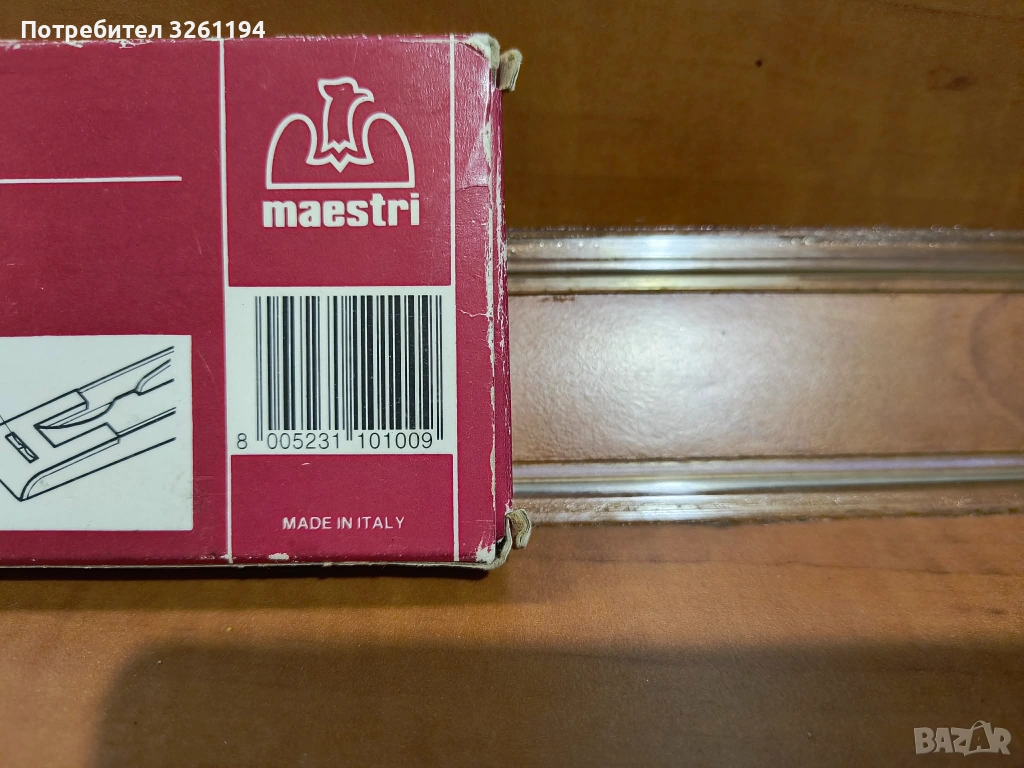 Потребител 3261194
maestri
8 005231 101009
MADE IN ITALY
BAZAR